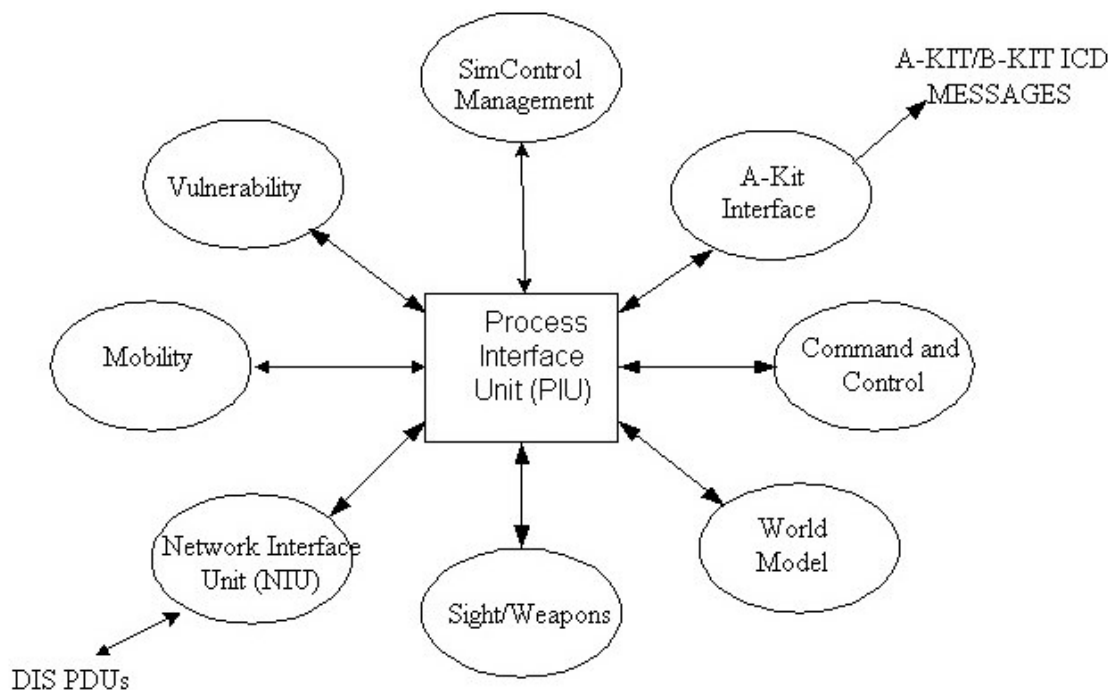 SimControl
Management
A-KIT/B-KIT ICD
MESSAGES
Vulnerability
A-Kit
Interface
Process
Interface
Unit (PIU)
Mobility
Command and
Control
Network Interface
Unit (NIU)
World
Model
Sight/Weapons
DIS PDUs